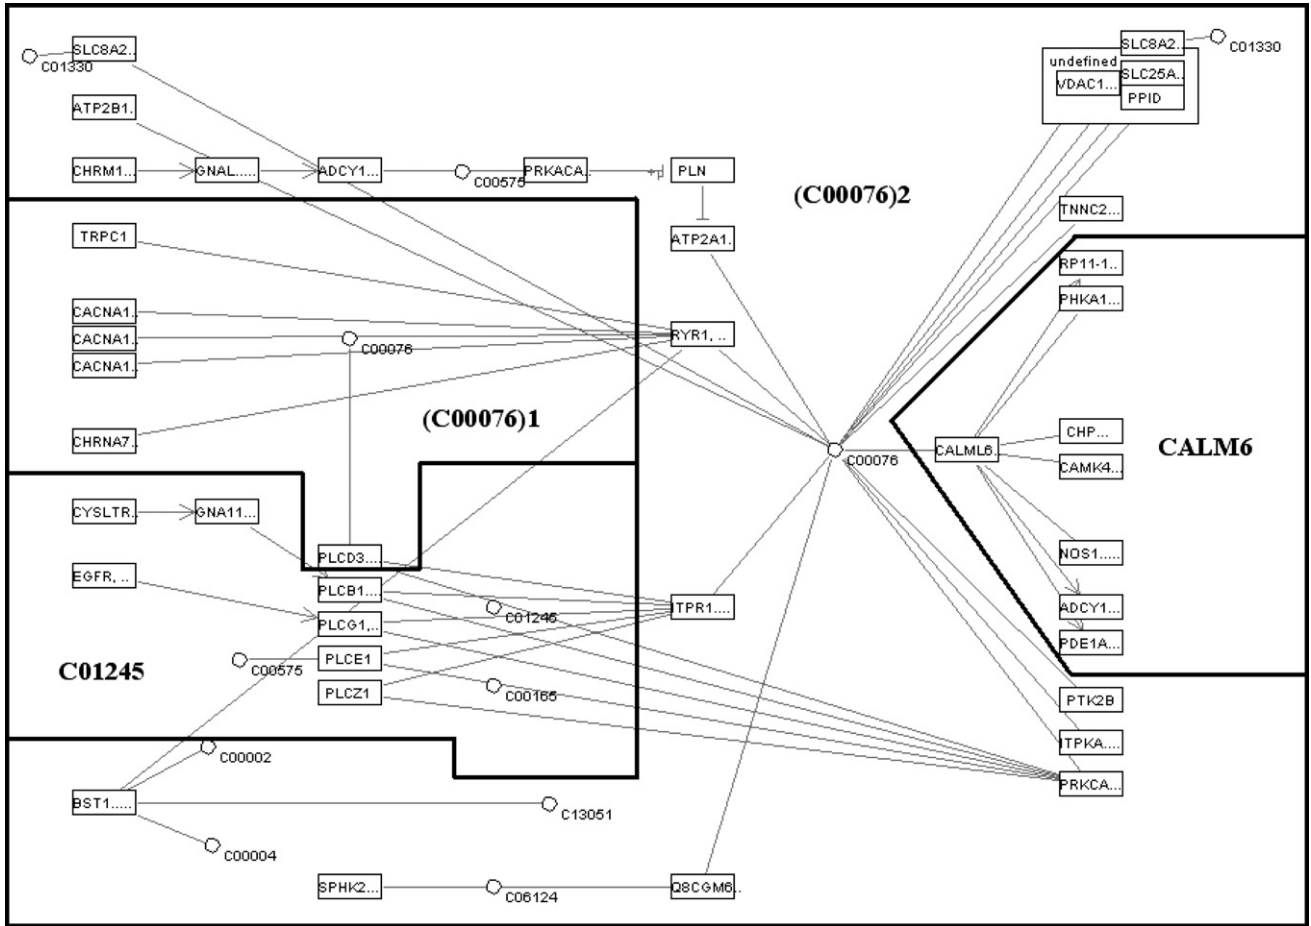 SLC8A2..
C01330
SLC8A2..
C01330
undefined
SLC25A..
VDAC1...
PPID
ATP2B1.
CHRM1...
GNAL.....
ADCY1...
C00575
PRKACA.
+p
PLN
(C00076)2
TNNC2...
TRPC1
ATP2A1.
RP11-1..
PHKA1...
CACNA1.
CACNA1.
CACNA1.
C00076
RYR1, ..
(C00076)1
CHRNA7.
C00076
CALML6.
CHP...
CAMK4...
CALM6
CYSLTR.
GNA11...
PLCD3....
NOS1.....
EGFR, ..
PLCB1....
PLCG1,..
C01245
ITPR1....
ADCY1...
PDE1A...
C01245
C00575
PLCE1
PLCZ1
C00165
PTK2B
C00002
ITPKA....
PRKCA...
BST1.....
C13051
C00004
SPHK2...
C06124
Q8CGM6..